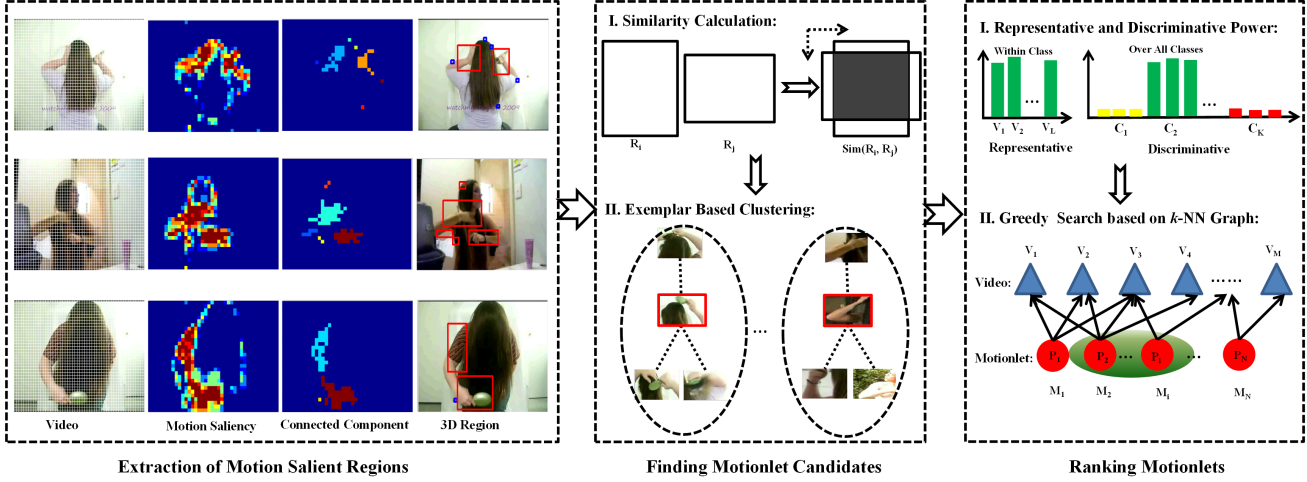 Video
Motion Saliency
Connected Component
3D Region
Extraction of Motion Salient Regions
I. Similarity Calculation:
R_i
R_j
Sim(R_i, R_j)
II. Exemplar Based Clustering:
...
Finding Motionlet Candidates
I. Representative and Discriminative Power:
Within Class
Over All Classes
...
...
V_1 V_2 V_L
C_1 C_2 C_K
Representative
Discriminative
II. Greedy Search based on k-NN Graph:
V_1 V_2 V_3 V_4 V_M
Video: ......
Motionlet: P_1 P_2 ... P_i ... P_N
M_1 M_2 M_i M_N
Ranking Motionlets